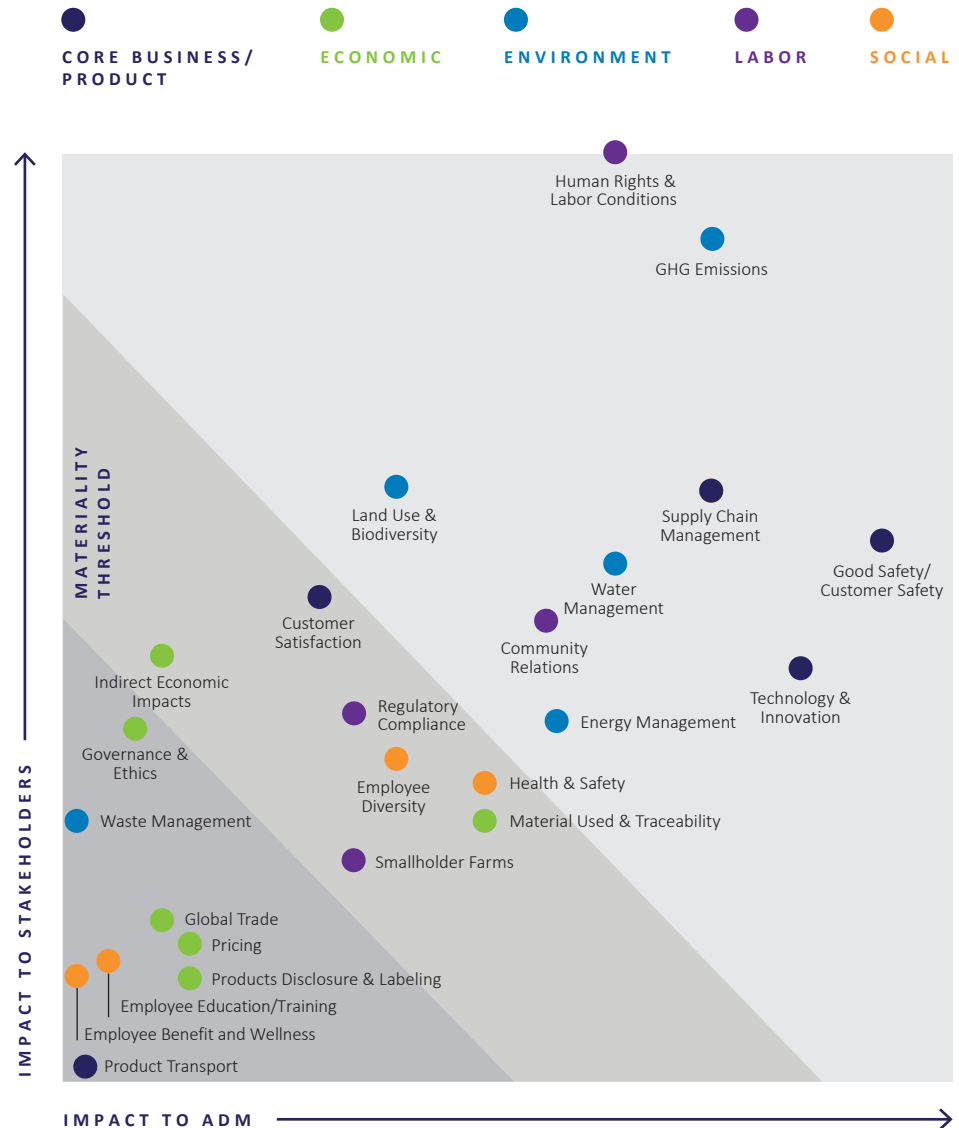 CORE BUSINESS/
PRODUCT
ECONOMIC
ENVIRONMENT
LABOR
SOCIAL
Human Rights &
Labor Conditions
GHG Emissions
MATERIALITY
THRESHOLD
Land Use &
Biodiversity
Supply Chain
Management
Good Safety/
Customer Safety
Water
Management
Customer
Satisfaction
Community
Relations
Indirect Economic
Impacts
Technology &
Innovation
Regulatory
Compliance
Energy Management
Governance &
Ethics
Employee
Diversity
Health & Safety
Waste Management
Material Used & Traceability
Smallholder Farms
Global Trade
Pricing
Products Disclosure & Labeling
Employee Education/Training
Employee Benefit and Wellness
Product Transport
IMPACT TO STAKEHOLDERS
IMPACT TO ADM